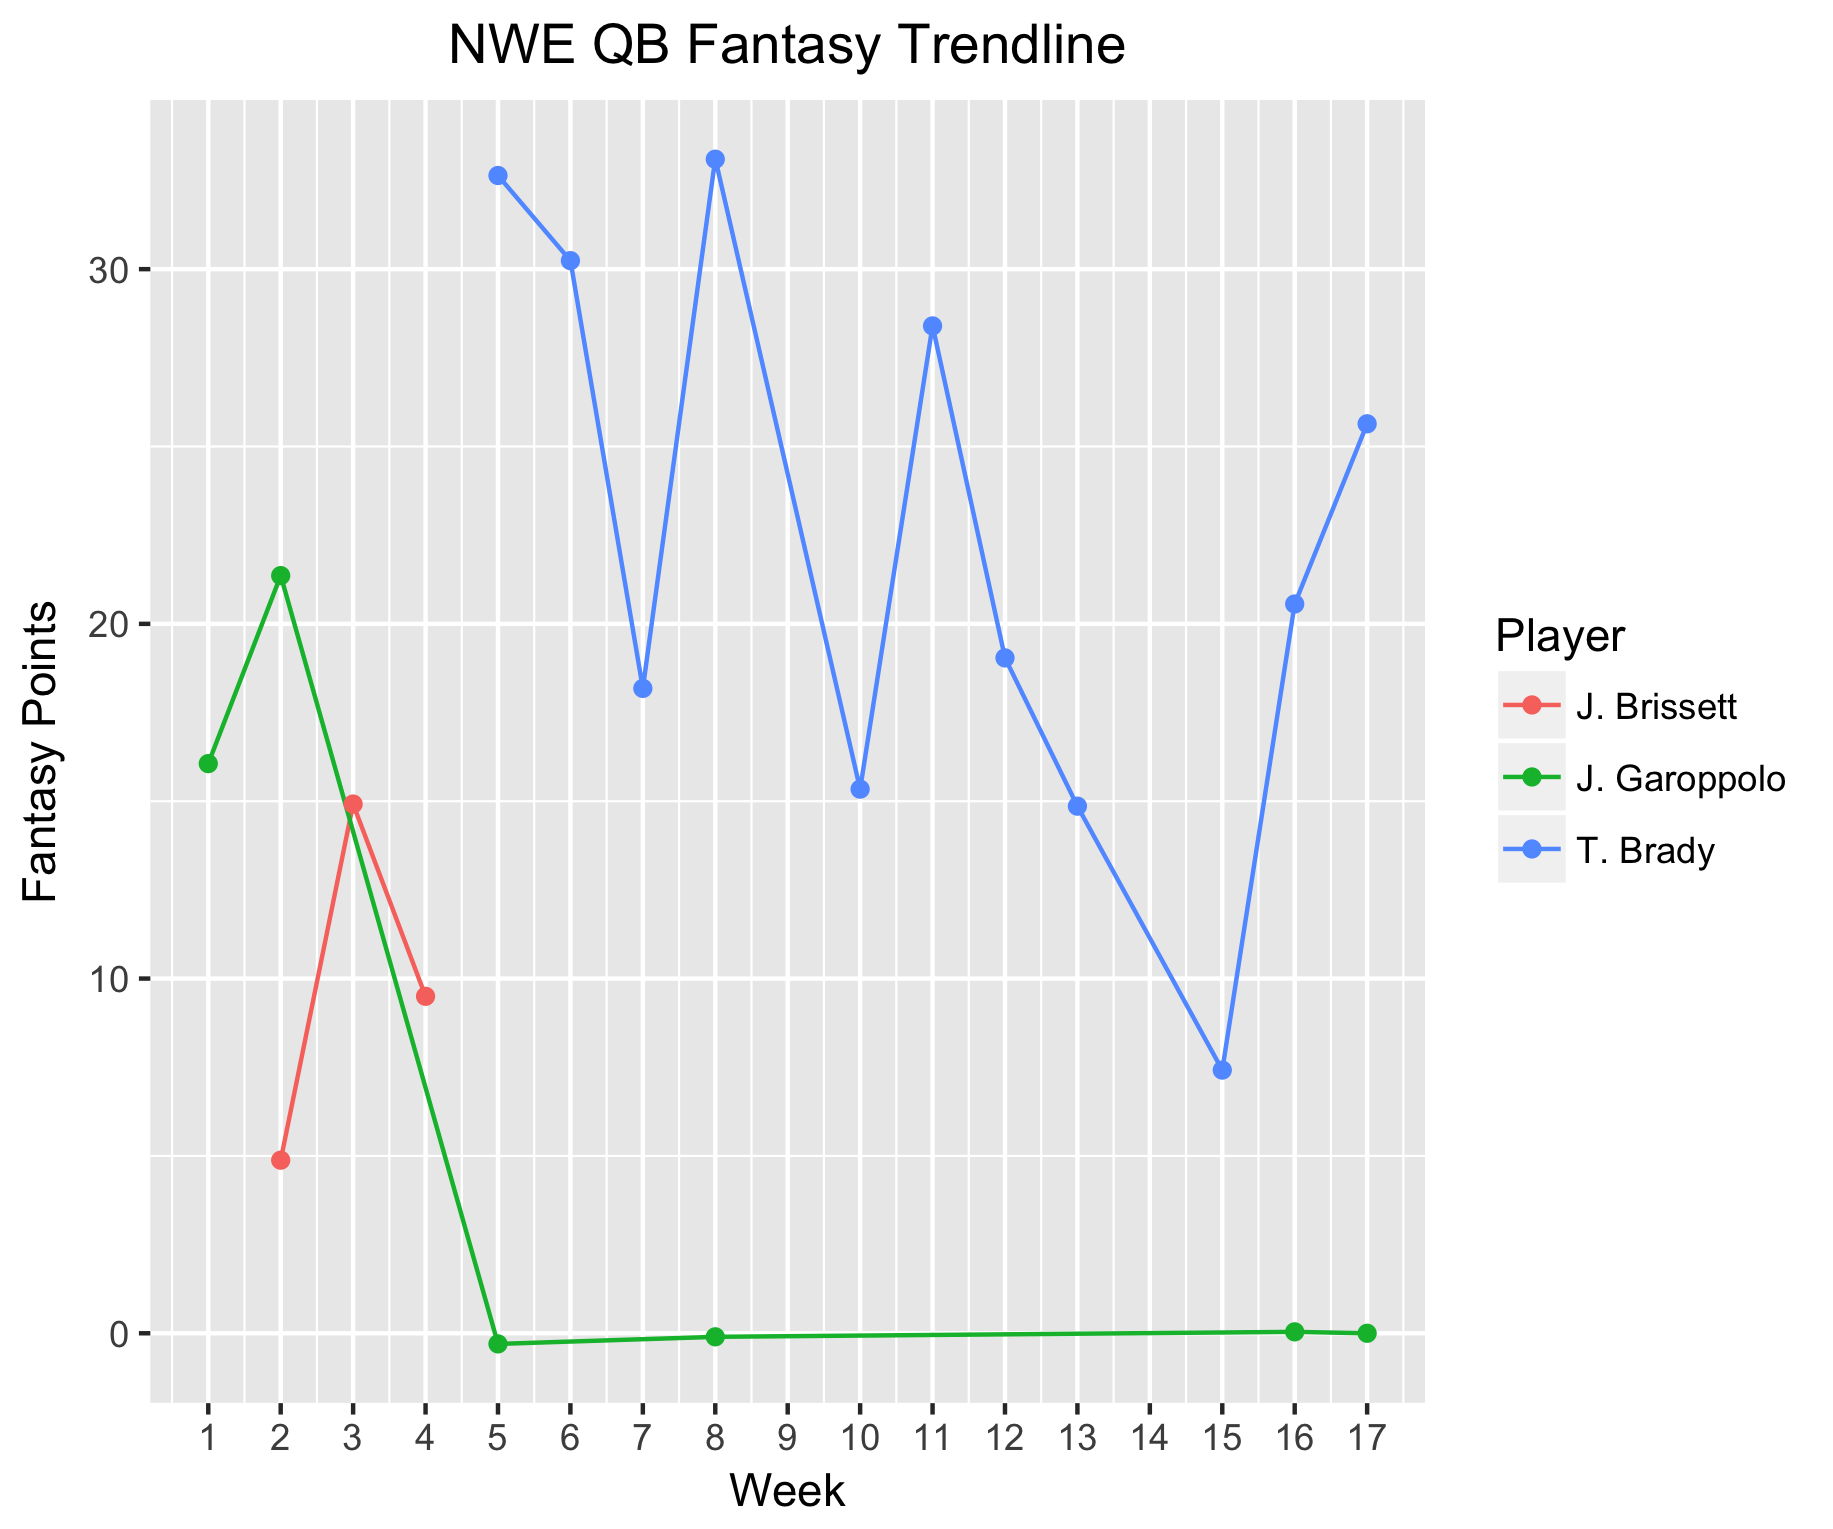 NWE QB Fantasy Trendline
Fantasy Points
30
20
10
0
1 2 3 4 5 6 7 8 9 10 11 12 13 14 15 16 17
Week
Player
J. Brissett
J. Garoppolo
T. Brady